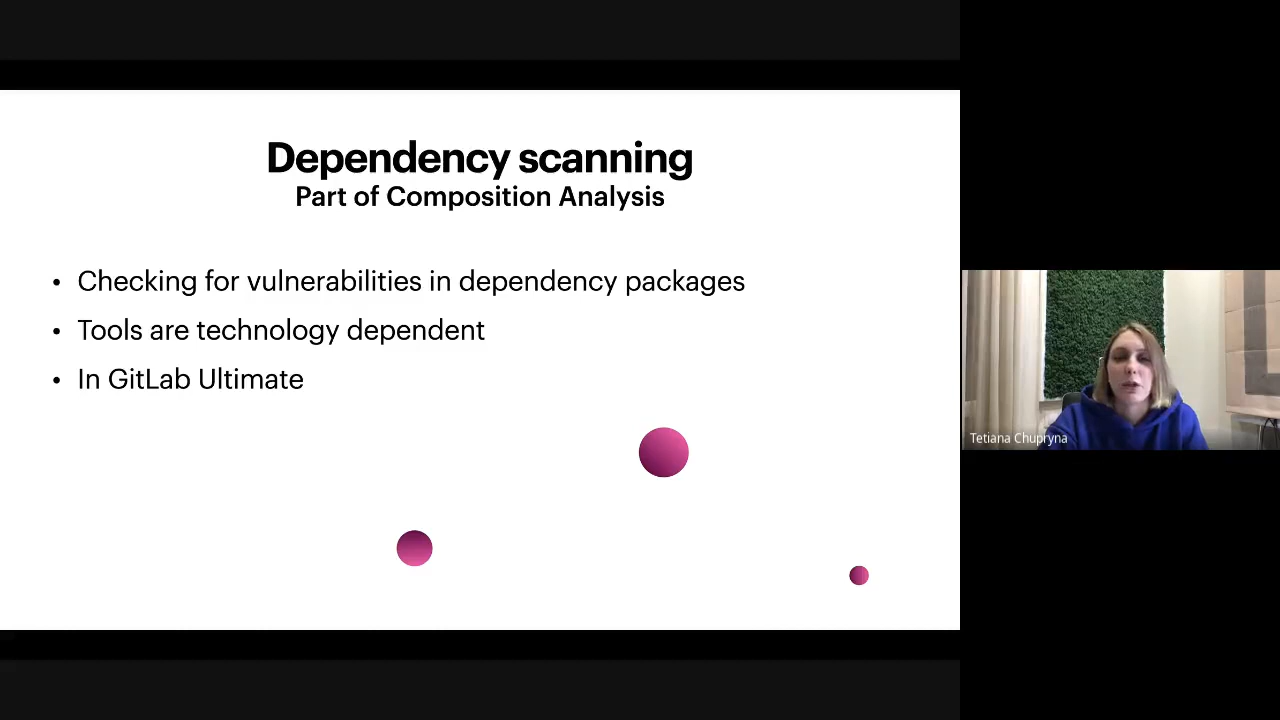 Dependency scanning
Part of Composition Analysis
• Checking for vulnerabilities in dependency packages
• Tools are technology dependent
• In GitLab Ultimate
Tetiana Chupryna